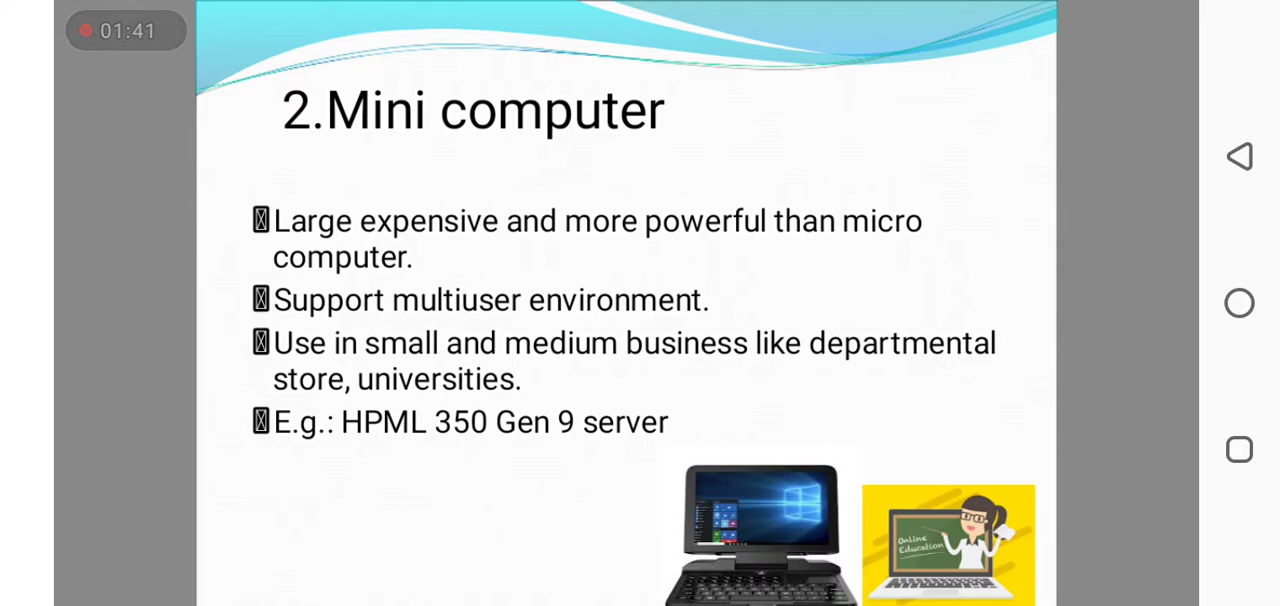 01:41
2.Mini computer
Large expensive and more powerful than micro
computer.
Support multiuser environment.
Use in small and medium business like departmental
store, universities.
E.g.: HPML 350 Gen 9 server
Online
Education